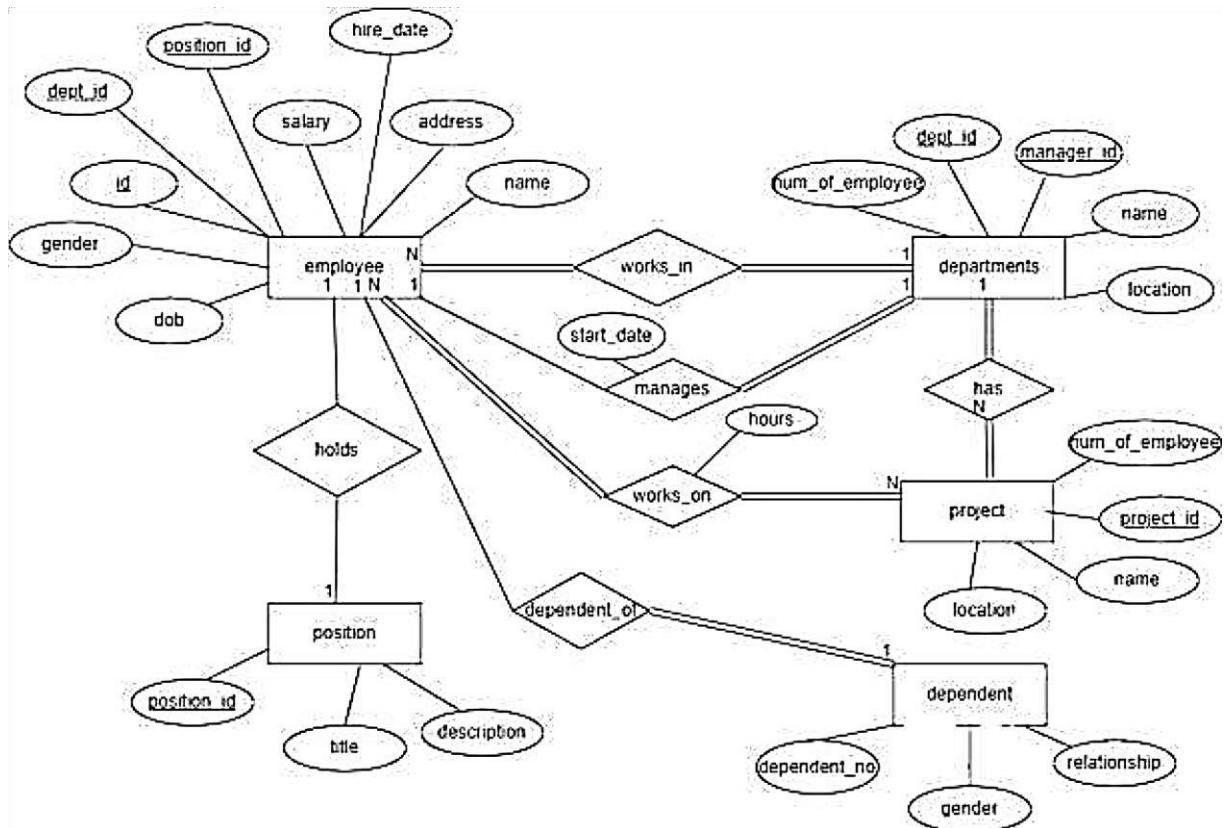 hire_date
position_id
dept_id
salary
address
dept_id
manager_id
id
name
num_of_employee
name
gender
employee
N
works_in
1
departments
location
dob
1
1
N
1
start_date
1
1
manages
has
N
hours
num_of_employee
holds
N
works_on
project
project_id
name
location
1
dependent_of
position
1
dependent
position_id
title
description
dependent_no
relationship
gender